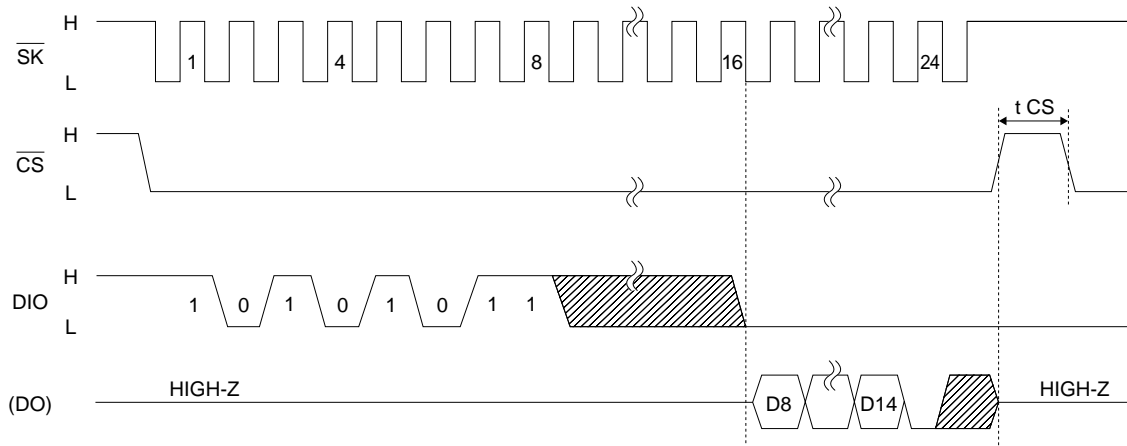 H
SK
L
1 4 8 16 24
t CS
H
CS
L
H
DIO
L
1 0 1 0 1 0 1 1
(DO)
HIGH-Z
D8 D14
HIGH-Z